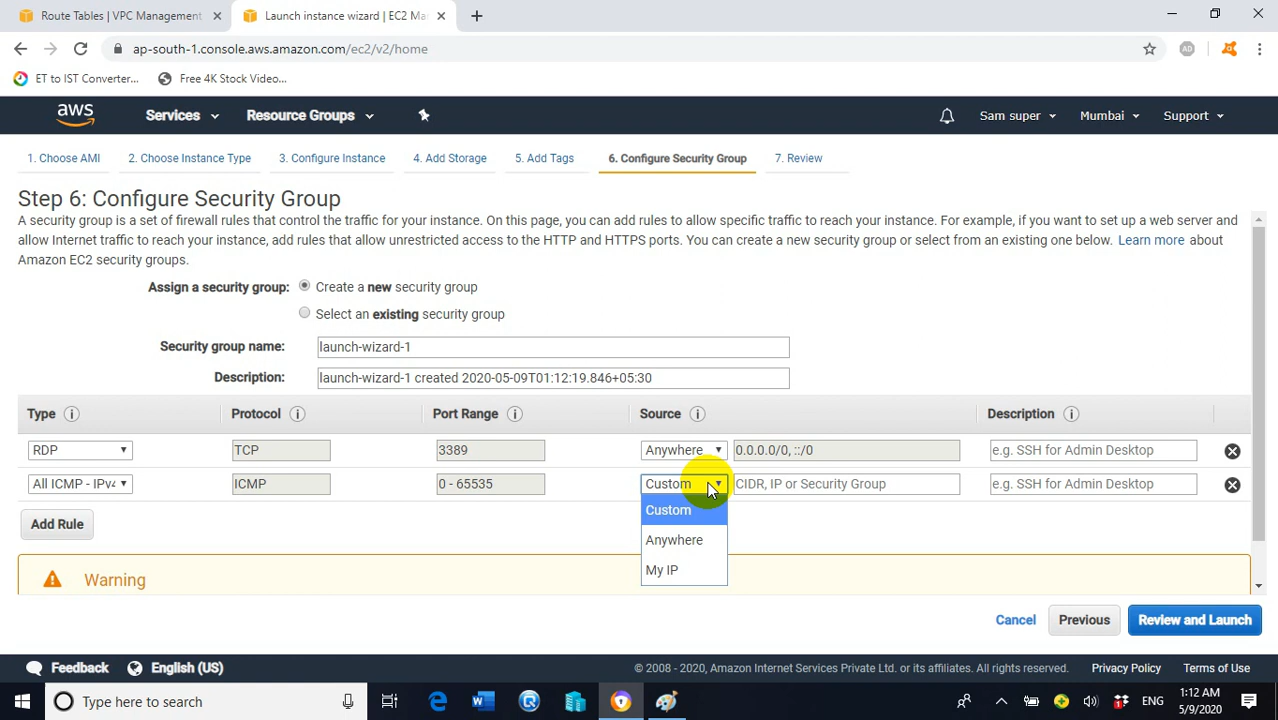 Route Tables | VPC Management
Launch instance wizard | EC2 Ma
ap-south-1.console.aws.amazon.com/ec2/v2/home
AD
ET to IST Converter...
Free 4K Stock Video...
aws
Services
Resource Groups
Sam super
Mumbai
Support
1. Choose AMI
2. Choose Instance Type
3. Configure Instance
4. Add Storage
5. Add Tags
6. Configure Security Group
7. Review
Step 6: Configure Security Group
A security group is a set of firewall rules that control the traffic for your instance. On this page, you can add rules to allow specific traffic to reach your instance. For example, if you want to set up a web server and
allow Internet traffic to reach your instance, add rules that allow unrestricted access to the HTTP and HTTPS ports. You can create a new security group or select from an existing one below. Learn more about
Amazon EC2 security groups.
Assign a security group:
Create a new security group
Select an existing security group
Security group name:
launch-wizard-1
Description:
launch-wizard-1 created 2020-05-09T01:12:19.846+05:30
Type i
Protocol i
Port Range i
Source i
Description i
RDP
TCP
3389
Anywhere
0.0.0.0/0, ::/0
e.g. SSH for Admin Desktop
All ICMP - IPv4
ICMP
0 - 65535
Custom
CIDR, IP or Security Group
e.g. SSH for Admin Desktop
Custom
Anywhere
My IP
Add Rule
Warning
Cancel
Previous
Review and Launch
Feedback
English (US)
© 2008 - 2020, Amazon Internet Services Private Ltd. or its affiliates. All rights reserved.
Privacy Policy
Terms of Use
Type here to search
ENG
1:12 AM
5/9/2020